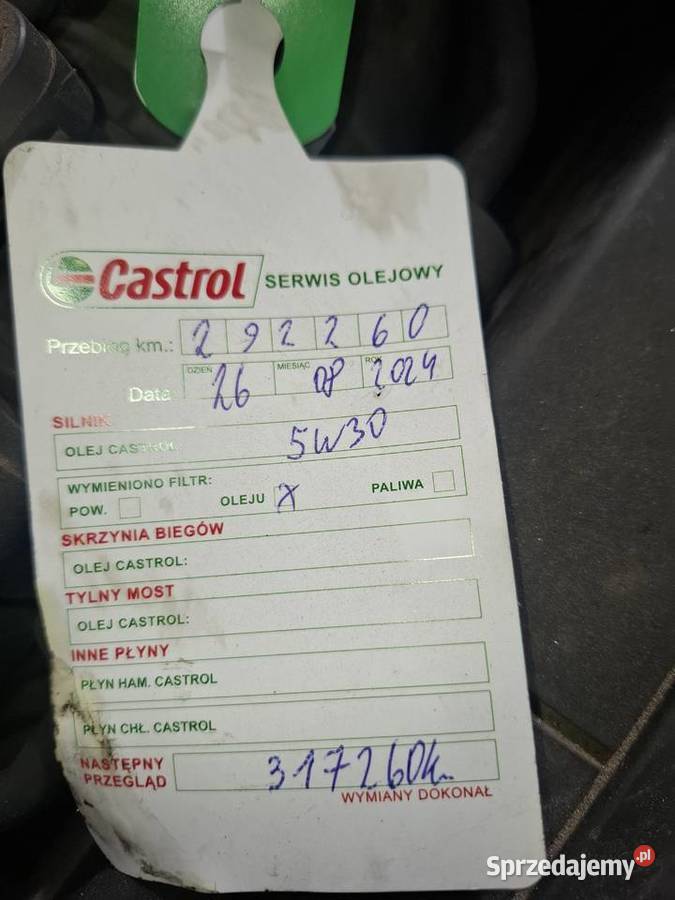 Castrol SERWIS OLEJOWY
Przebieg km.: 292260
DZIEŃ MIESIĄC ROK
Data 26 08 2024
SILNIK
OLEJ CASTROL: 5W30
WYMIENIONO FILTR:
POW. OLEJU X PALIWA
SKRZYNIA BIEGÓW
OLEJ CASTROL:
TYLNY MOST
OLEJ CASTROL:
INNE PŁYNY
PŁYN HAM. CASTROL
PŁYN CHŁ. CASTROL
NASTĘPNY
PRZEGLĄD 317260k
WYMIANY DOKONAŁ
Sprzedajemy.pl